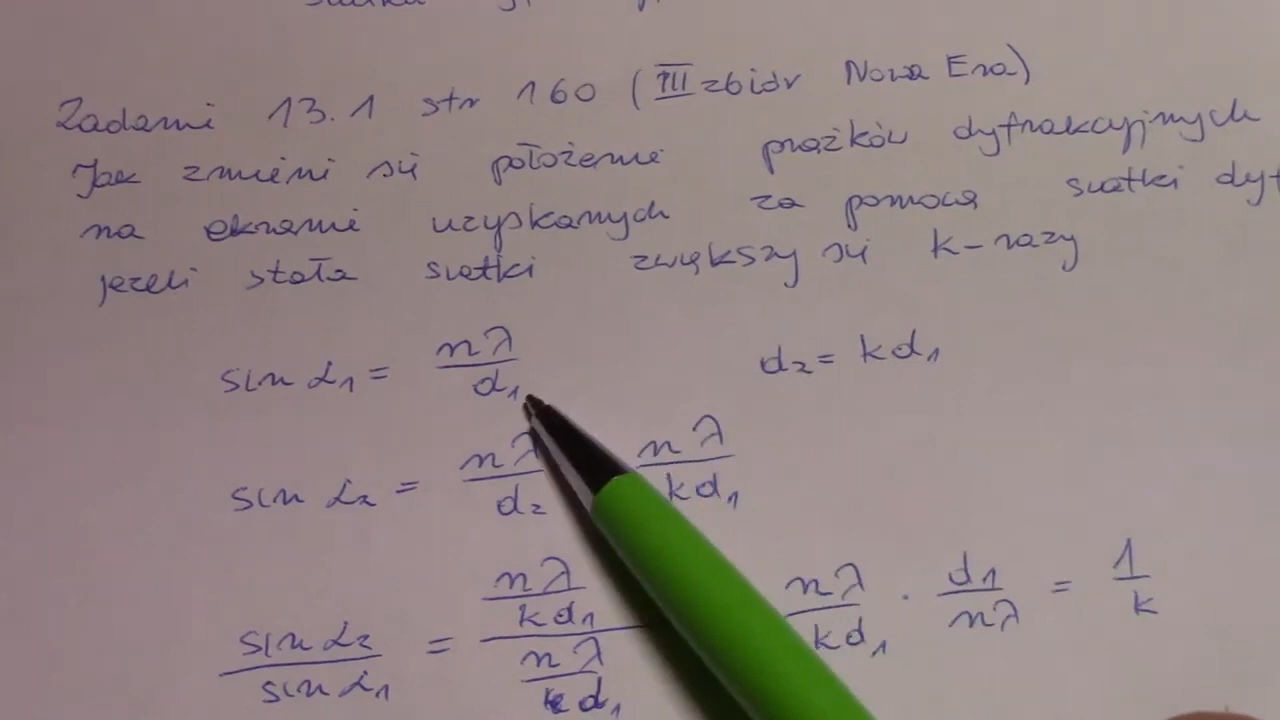 Zadanie 13.1 str 160 (III zbiór Nowa Era)
Jak zmieni się położenie prążków dyfrakcyjnych
na ekranie uzyskanych za pomocą siatki dyf
jeżeli stała siatki zwiększy się k-razy
sin α₁ = nλ/d₁ d₂ = kd₁
sin α₂ = nλ/d₂ nλ/kd₁
sin α₂/sin α₁ = (nλ/kd₁)/(nλ/d₁) nλ/kd₁ · d₁/nλ = 1/k